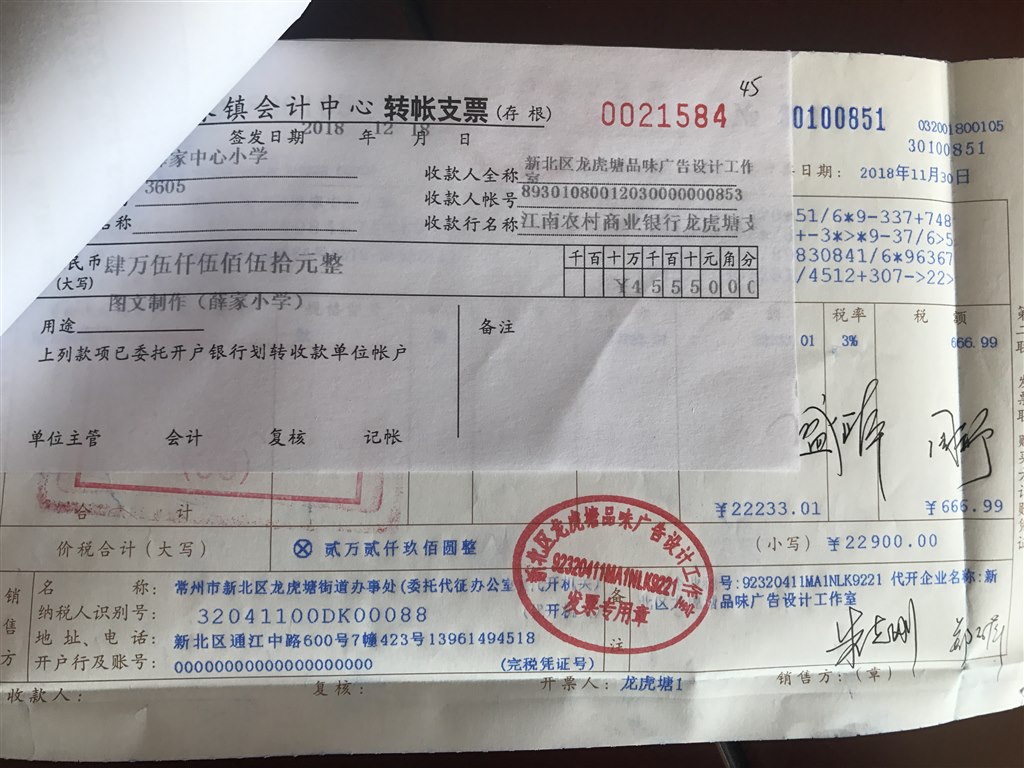 45
镇会计中心 转帐支票(存根) 0021584
签发日期 2018 年 12 月 18 日
家中心小学
收款人全称 新北区龙虎塘品味广告设计工作室
3605
收款人帐号 89301080012030000000853
名称
收款行名称 江南农村商业银行龙虎塘支
民币 肆万伍仟伍佰伍拾元整
(大写)
千百十万千百十元角分
¥4555000
图文制作（薛家小学）
用途
备注
上列款项已委托开户银行划转收款单位帐户
单位主管 会计 复核 记帐
30100851 032001800105
30100851
日期: 2018年11月30日
51/6*9-337+748
+-3*>*9-37/6>5
830841/6*96367
/4512+307->22>
税率 税 额
01 3% 666.99
合 计 ¥22233.01 ¥666.99
价税合计(大写) ⊗ 贰万贰仟玖佰圆整 (小写) ¥22900.00
销售方
名 称: 常州市新北区龙虎塘街道办事处(委托代征办公室
纳税人识别号: 32041100DK00088
地 址、电 话: 新北区通江中路600号7幢423号13961494518
开户行及账号: 0000000000000000000000 (完税凭证号)
备注
号:92320411MA1NLK9221 代开企业名称:新
品味广告设计工作室
新北区龙虎塘品味广告设计工作室
92320411MA1NLK9221
发票专用章
收款人: 复核: 开票人: 龙虎塘1 销售方:(章)